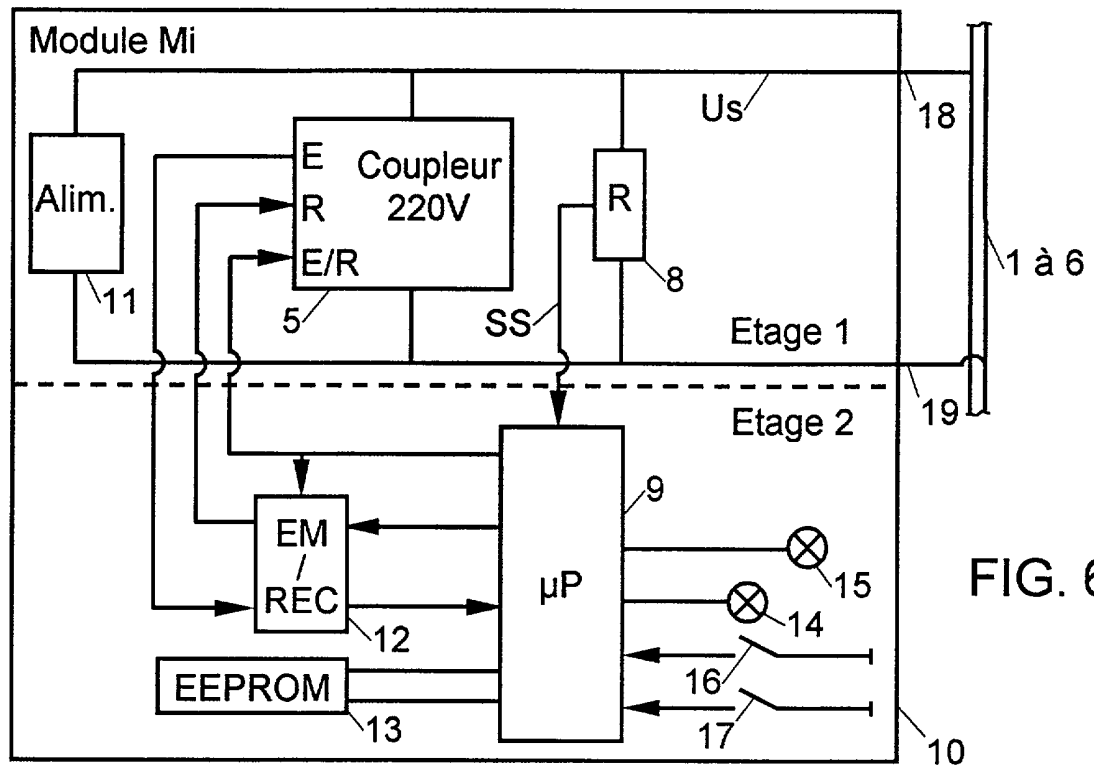 Module Mi
Us
18
Alim.
11
E
R
E/R
Coupleur
220V
5
R
8
SS
1 à 6
Etage 1
19
Etage 2
9
EM
/
REC
12
µP
15
14
EEPROM
13
16
17
10
FIG. 6